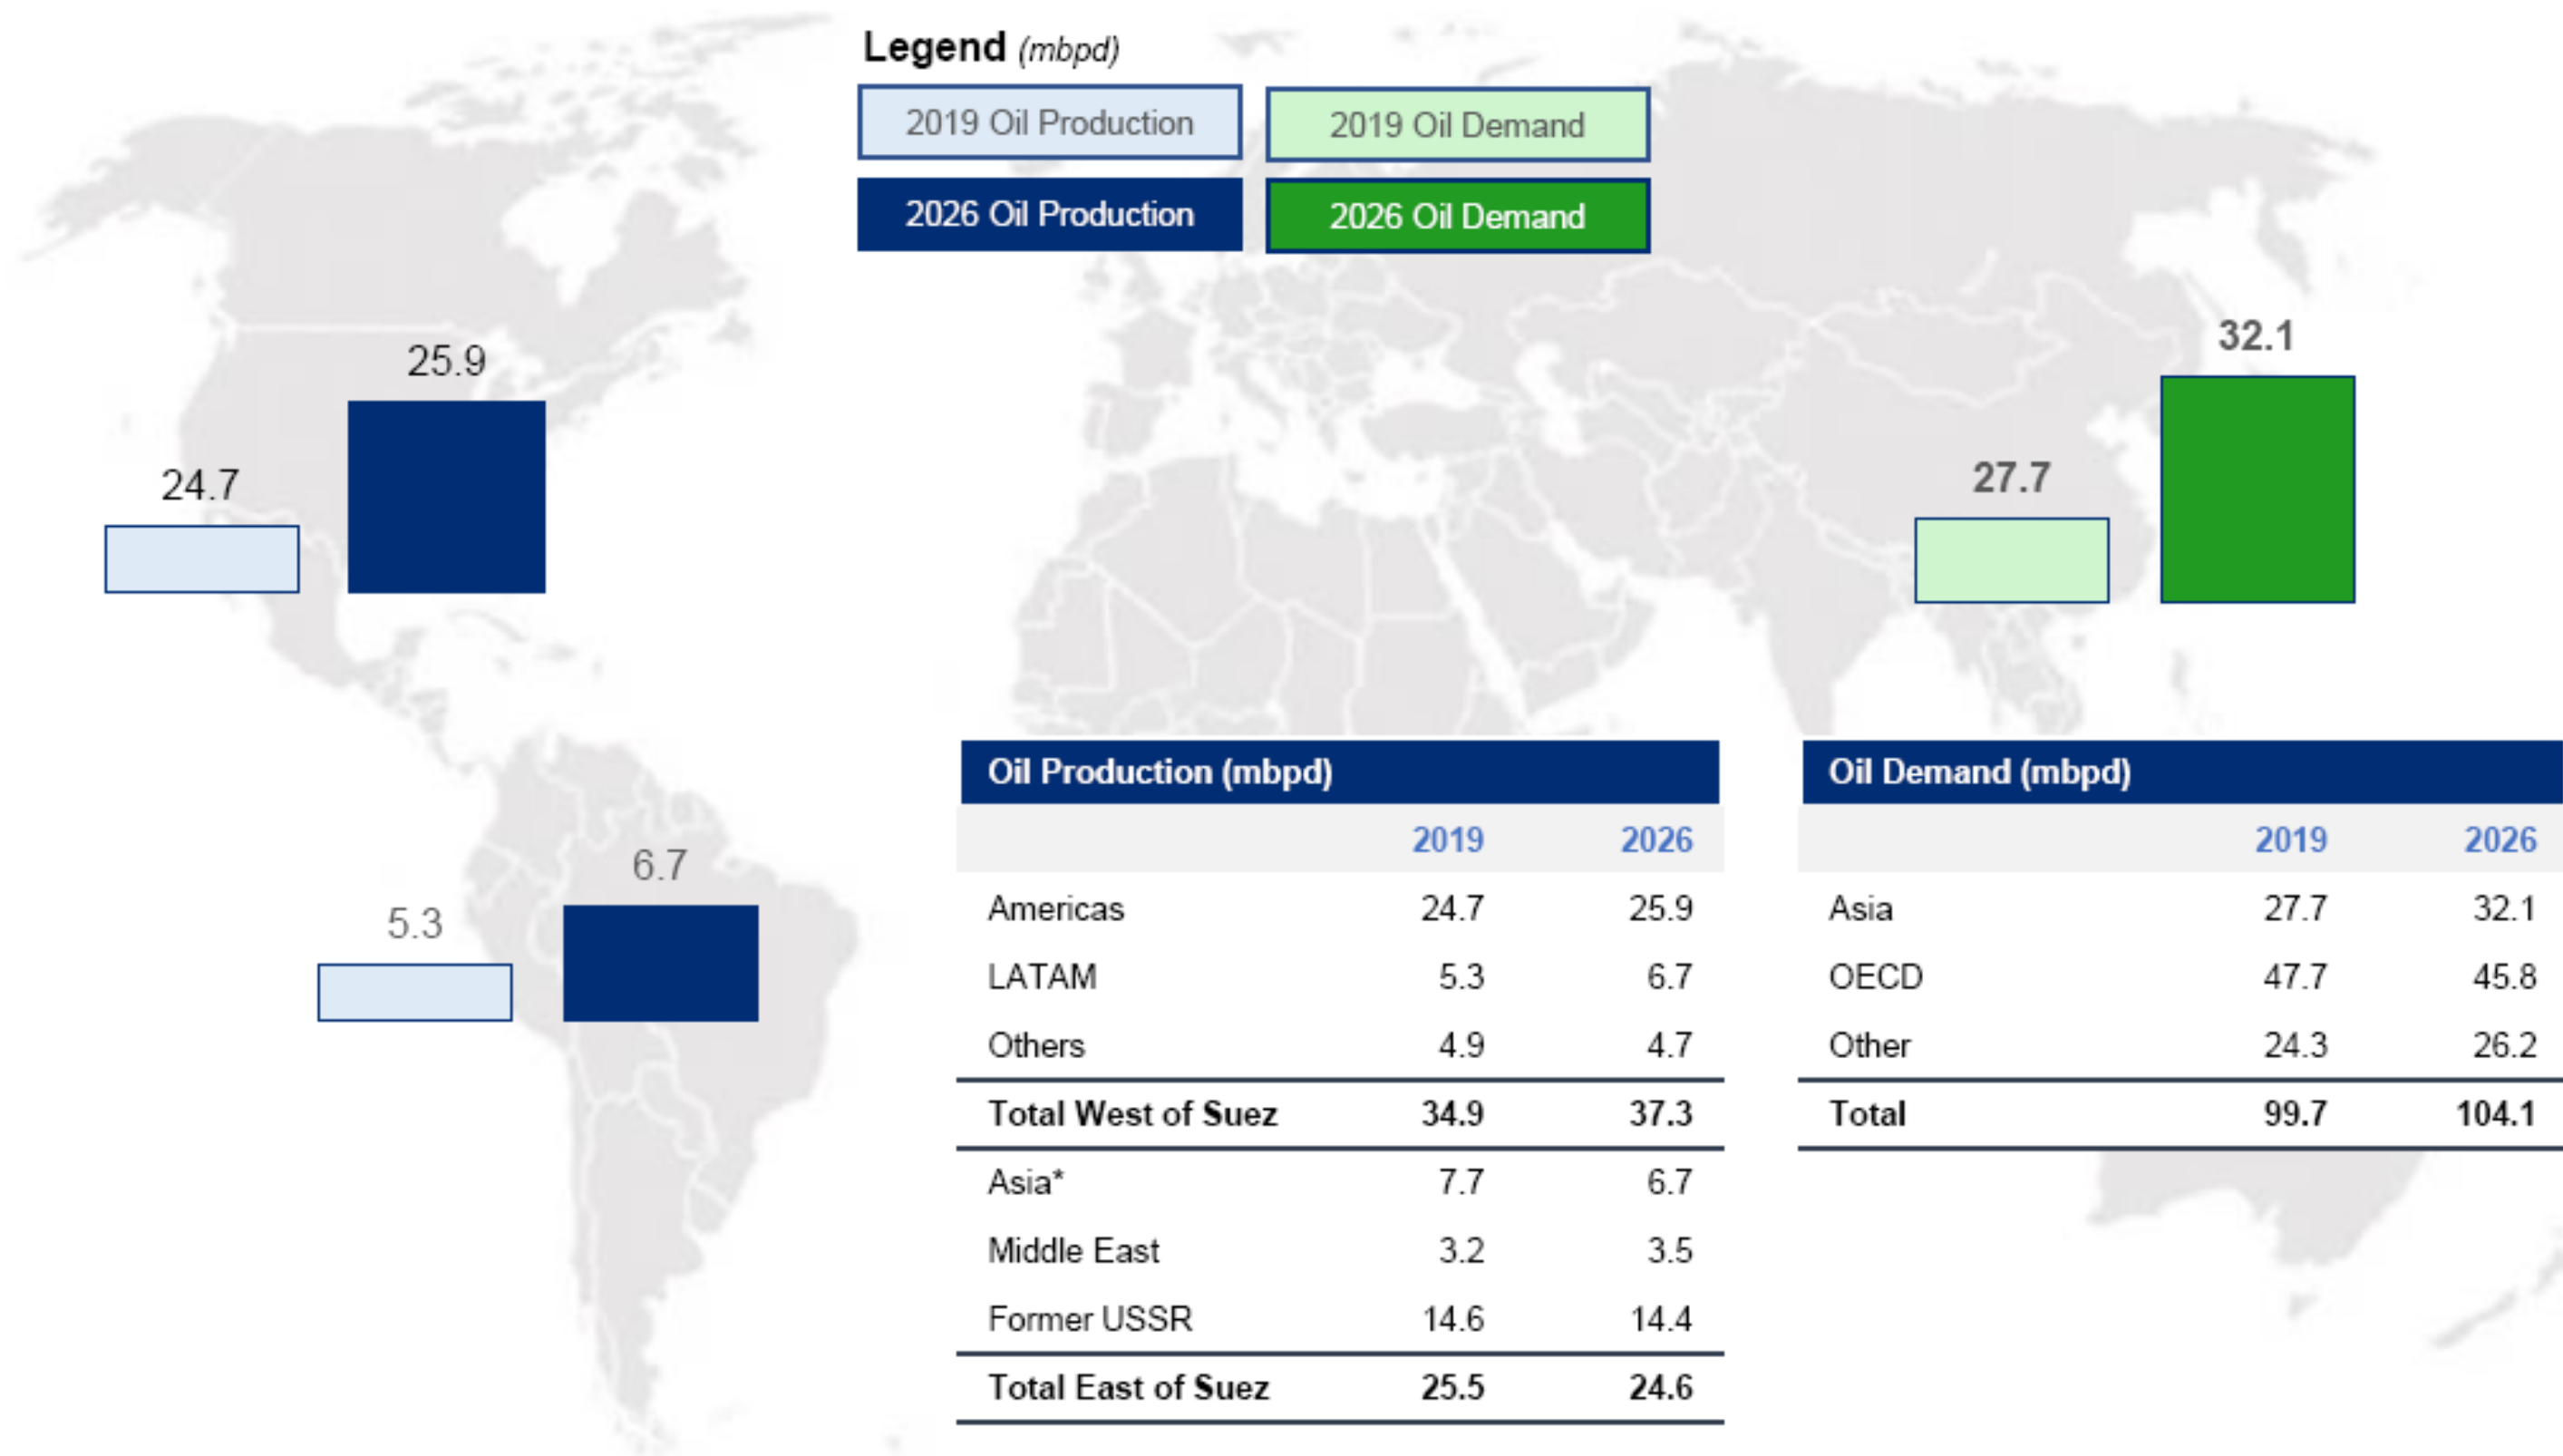 Legend (mbpd)
2019 Oil Production
2019 Oil Demand
2026 Oil Production
2026 Oil Demand
32.1
25.9
27.7
24.7
6.7
5.3
Oil Production (mbpd)
2019 2026
Americas 24.7 25.9
LATAM 5.3 6.7
Others 4.9 4.7
Total West of Suez 34.9 37.3
Asia* 7.7 6.7
Middle East 3.2 3.5
Former USSR 14.6 14.4
Total East of Suez 25.5 24.6
Oil Demand (mbpd)
2019 2026
Asia 27.7 32.1
OECD 47.7 45.8
Other 24.3 26.2
Total 99.7 104.1